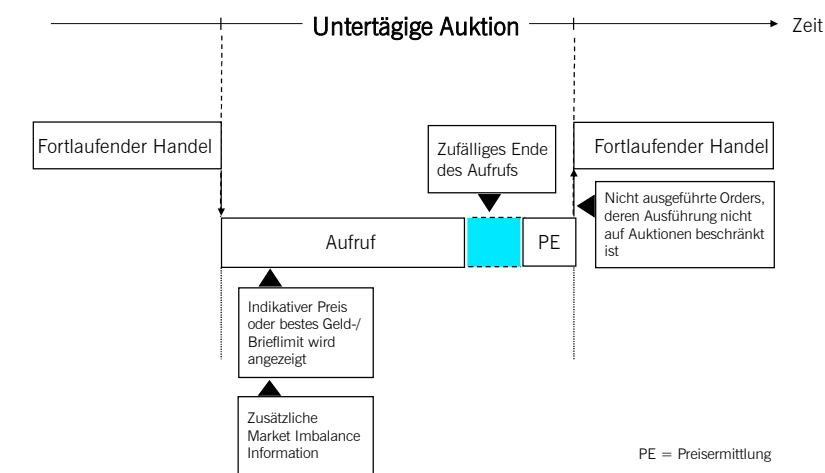 Untertägige Auktion
Zeit
Fortlaufender Handel
Zufälliges Ende
des Aufrufs
Fortlaufender Handel
Nicht ausgeführte Orders,
deren Ausführung nicht
auf Auktionen beschränkt
ist
Aufruf
PE
Indikativer Preis
oder bestes Geld-/
Brieflimit wird
angezeigt
Zusätzliche
Market Imbalance
Information
PE = Preisermittlung